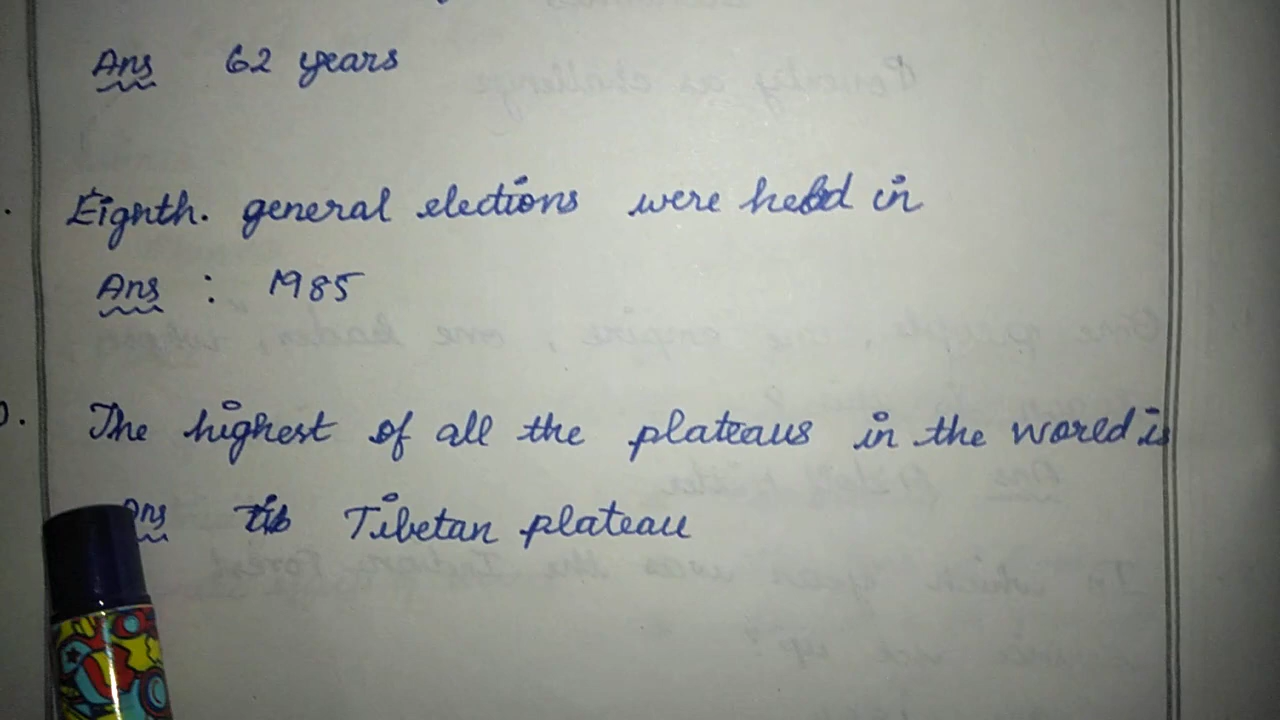 Ans 62 years
Eignth. general elections were held in
Ans : 1985
The highest of all the plateaus in the world is
Ans Tibetan plateau